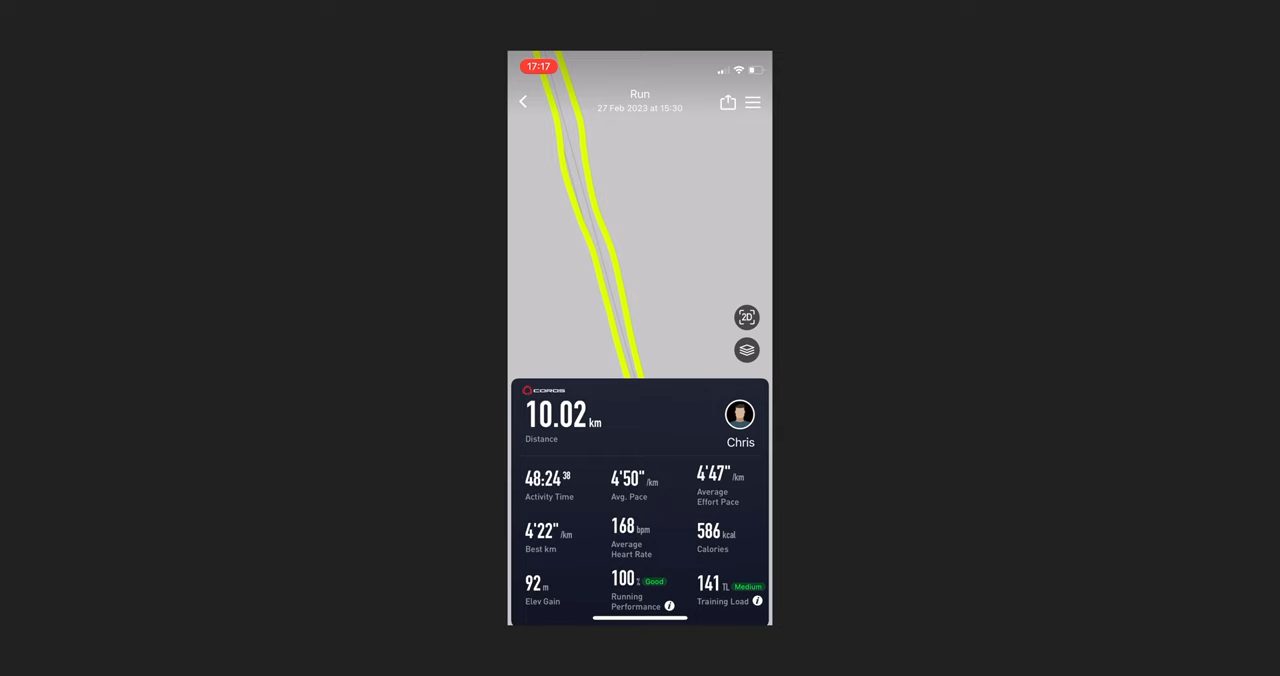 17:17
Run
27 Feb 2023 at 15:30
2D
COROS
10.02 km
Distance
Chris
48:24 38
4'50" /km
4'47" /km
Activity Time
Avg. Pace
Average
Effort Pace
4'22" /km
168 bpm
586 kcal
Best km
Average
Heart Rate
Calories
92 m
100 % Good
141 TL Medium
Elev Gain
Running
Performance i
Training Load i